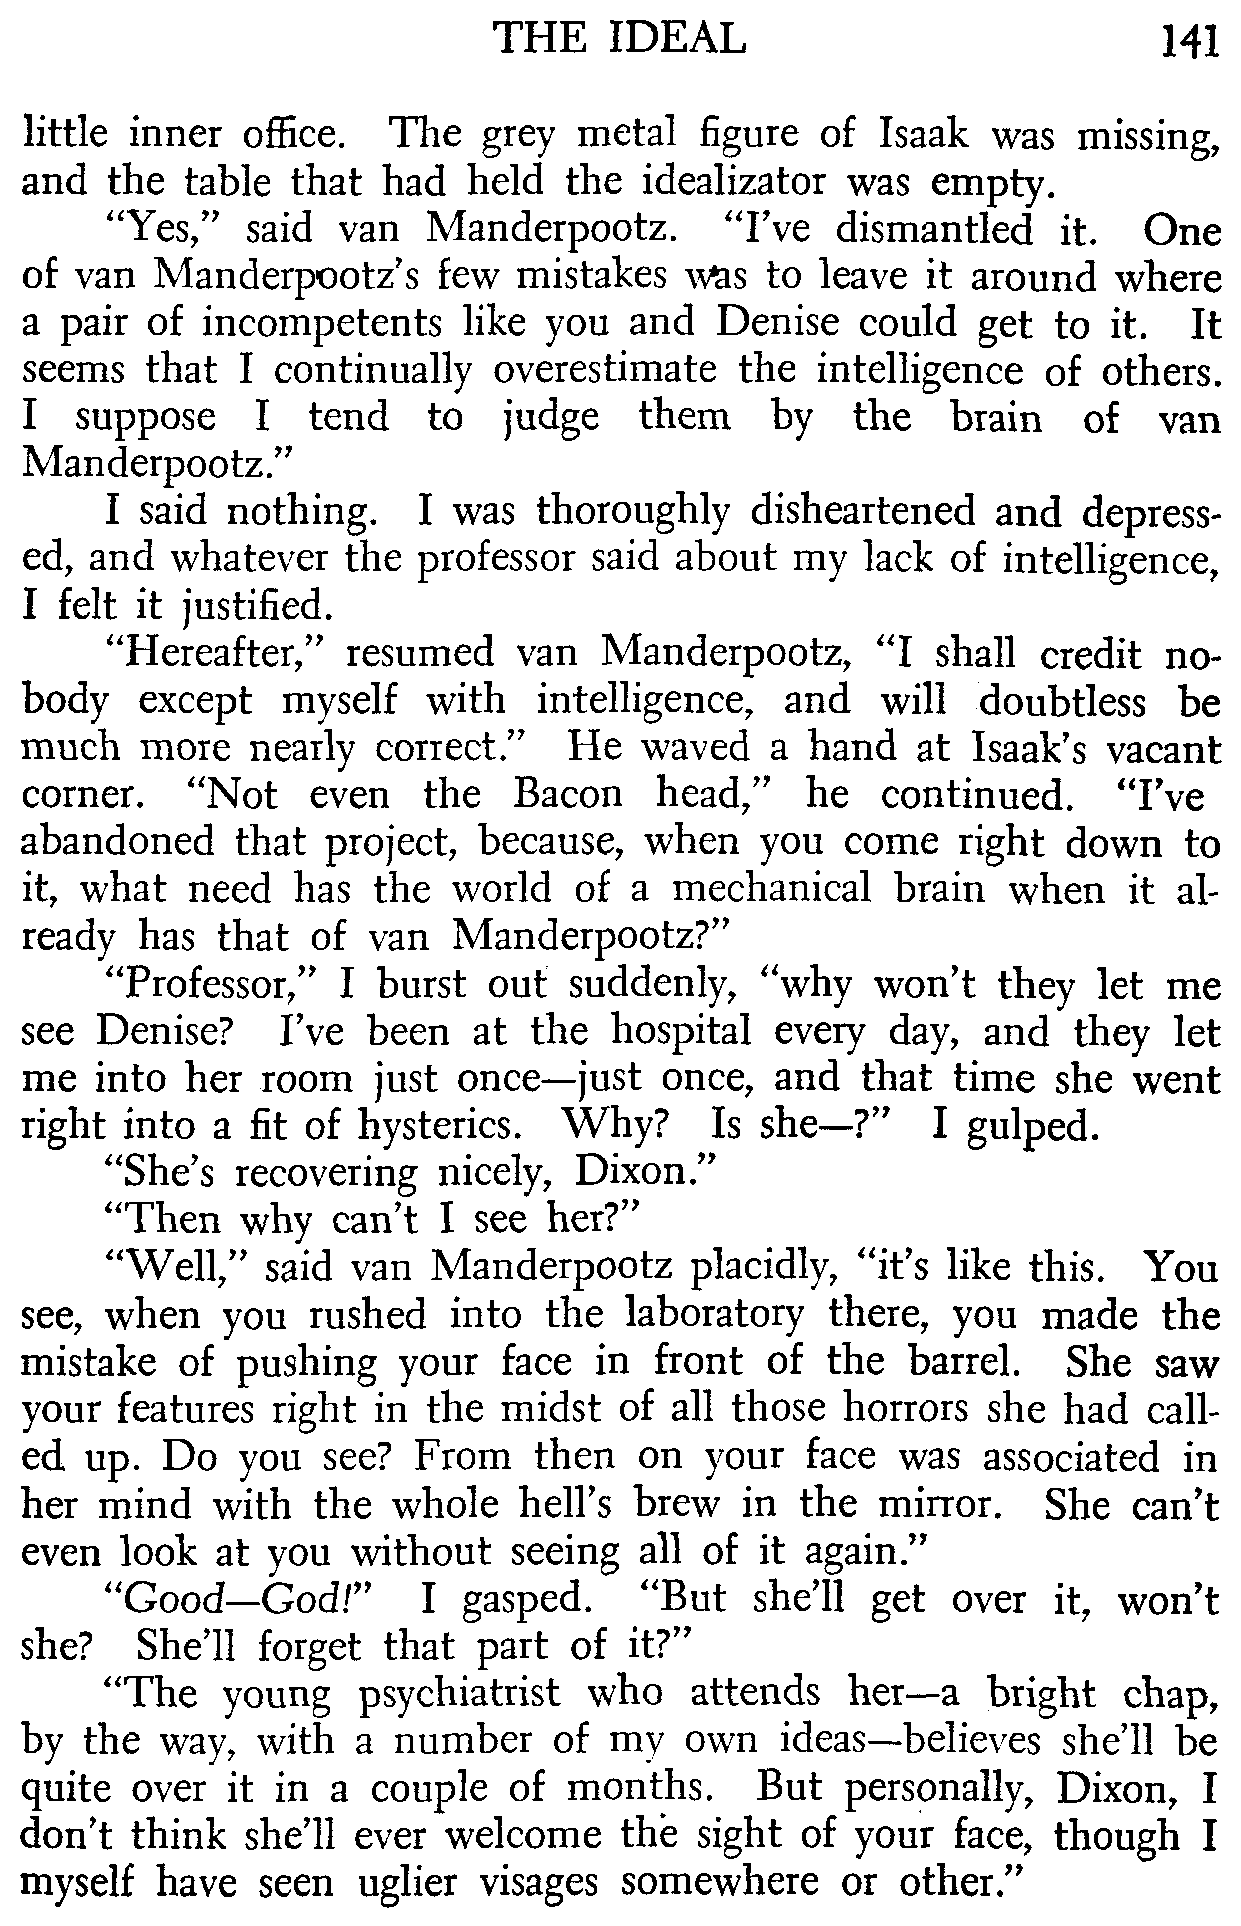 THE IDEAL 141
little inner office. The grey metal figure of Isaak was missing,
and the table that had held the idealizator was empty.
“Yes,” said van Manderpootz. “I've dismantled it. One
of van Manderpootz's few mistakes was to leave it around where
a pair of incompetents like you and Denise could get to it. It
seems that I continually overestimate the intelligence of others.
I suppose I tend to judge them by the brain of van
Manderpootz.”
I said nothing. I was thoroughly disheartened and depress-
ed, and whatever the professor said about my lack of intelligence,
I felt it justified.
“Hereafter,” resumed van Manderpootz, “I shall credit no-
body except myself with intelligence, and will doubtless be
much more nearly correct.” He waved a hand at Isaak's vacant
corner. “Not even the Bacon head,” he continued. “I've
abandoned that project, because, when you come right down to
it, what need has the world of a mechanical brain when it al-
ready has that of van Manderpootz?”
“Professor,” I burst out suddenly, “why won't they let me
see Denise? I've been at the hospital every day, and they let
me into her room just once—just once, and that time she went
right into a fit of hysterics. Why? Is she—?” I gulped.
“She's recovering nicely, Dixon.”
“Then why can't I see her?”
“Well,” said van Manderpootz placidly, “it's like this. You
see, when you rushed into the laboratory there, you made the
mistake of pushing your face in front of the barrel. She saw
your features right in the midst of all those horrors she had call-
ed up. Do you see? From then on your face was associated in
her mind with the whole hell's brew in the mirror. She can't
even look at you without seeing all of it again.”
“Good—God!” I gasped. “But she'll get over it, won't
she? She'll forget that part of it?”
“The young psychiatrist who attends her—a bright chap,
by the way, with a number of my own ideas—believes she'll be
quite over it in a couple of months. But personally, Dixon, I
don't think she'll ever welcome the sight of your face, though I
myself have seen uglier visages somewhere or other.”